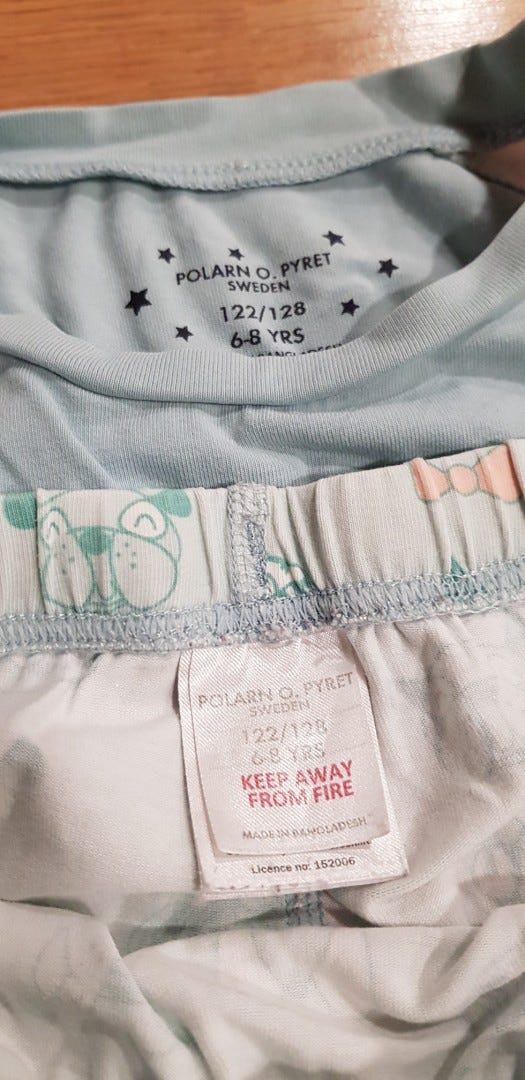 POLARN O. PYRET
SWEDEN
122/128
6-8 YRS
POLARN O. PYRET
SWEDEN
122/128
6-8 YRS
KEEP AWAY
FROM FIRE
MADE IN BANGLADESH
Licence no: 152006